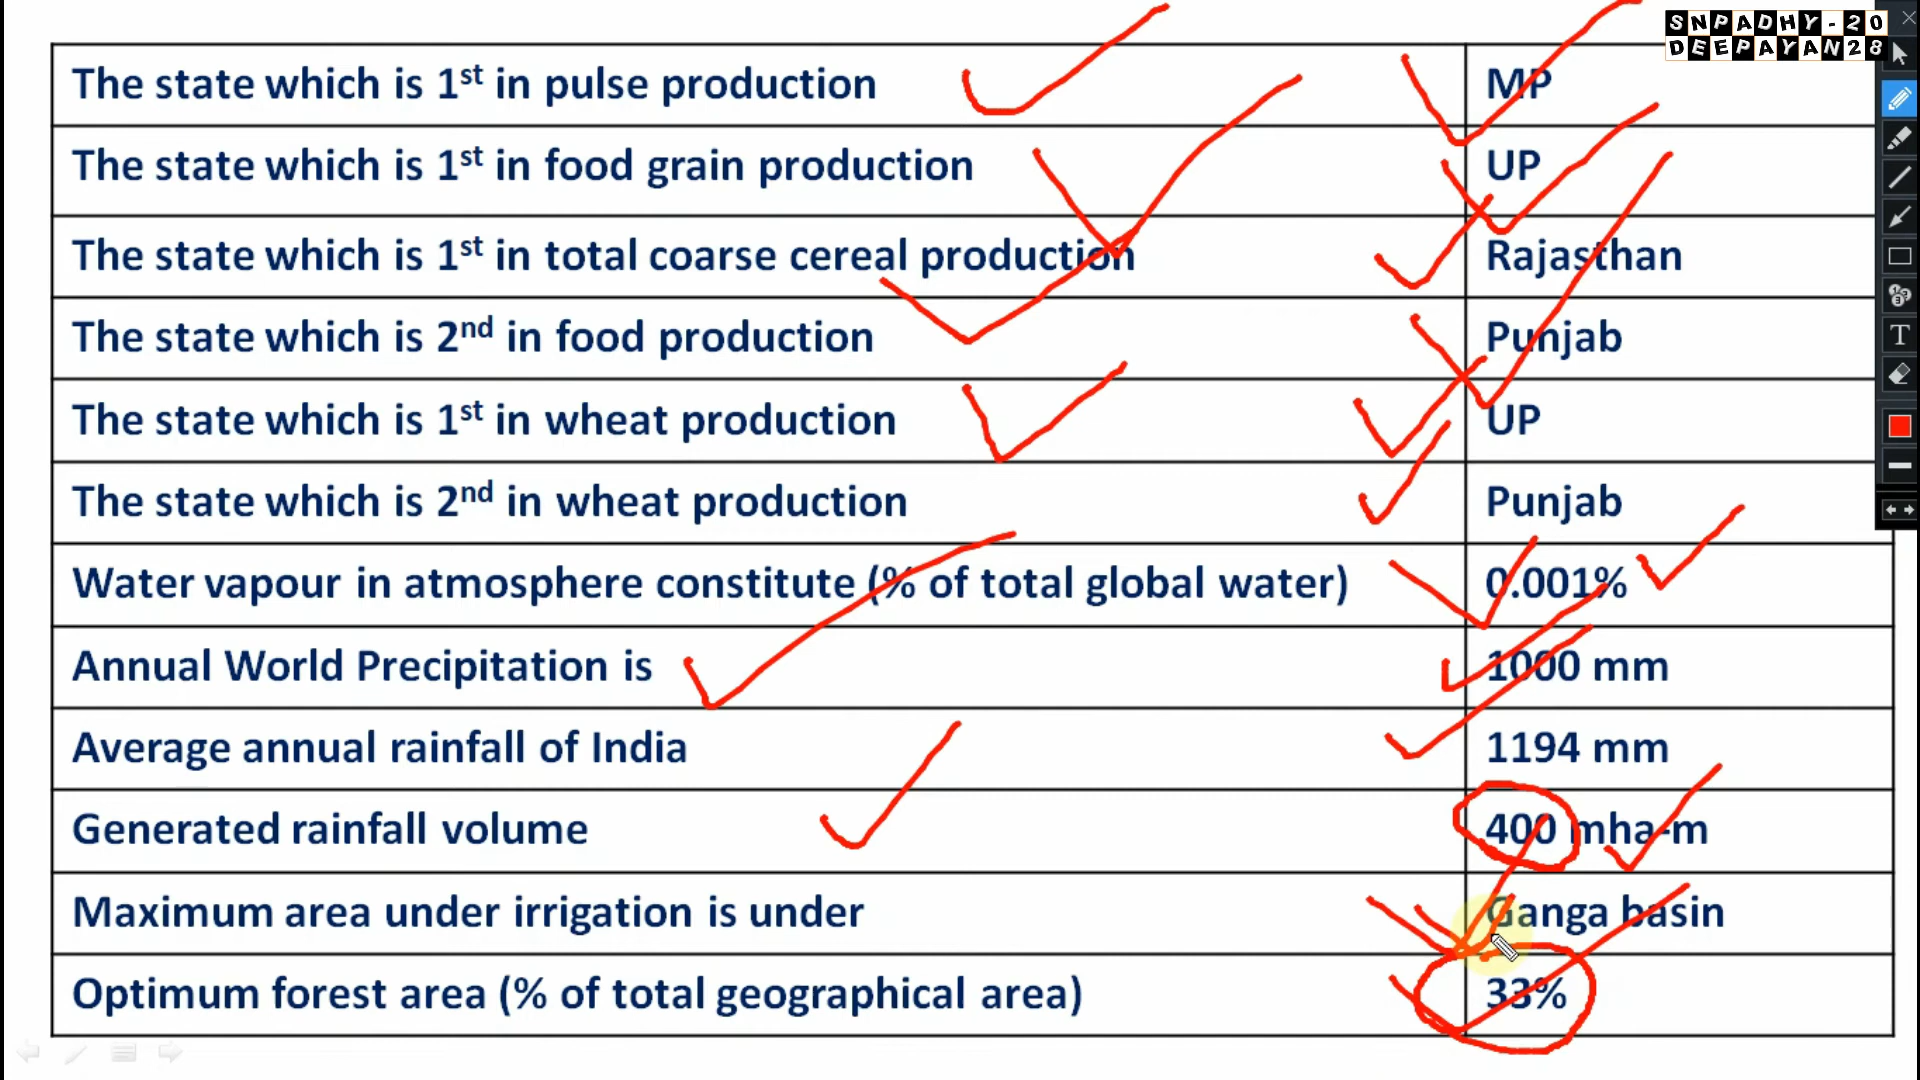 SNPADHY-20
DEEPAYAN28
The state which is 1st in pulse production MP
The state which is 1st in food grain production UP
The state which is 1st in total coarse cereal production Rajasthan
The state which is 2nd in food production Punjab
The state which is 1st in wheat production UP
The state which is 2nd in wheat production Punjab
Water vapour in atmosphere constitute (% of total global water) 0.001%
Annual World Precipitation is 1000 mm
Average annual rainfall of India 1194 mm
Generated rainfall volume 400 mha-m
Maximum area under irrigation is under Ganga basin
Optimum forest area (% of total geographical area) 33%